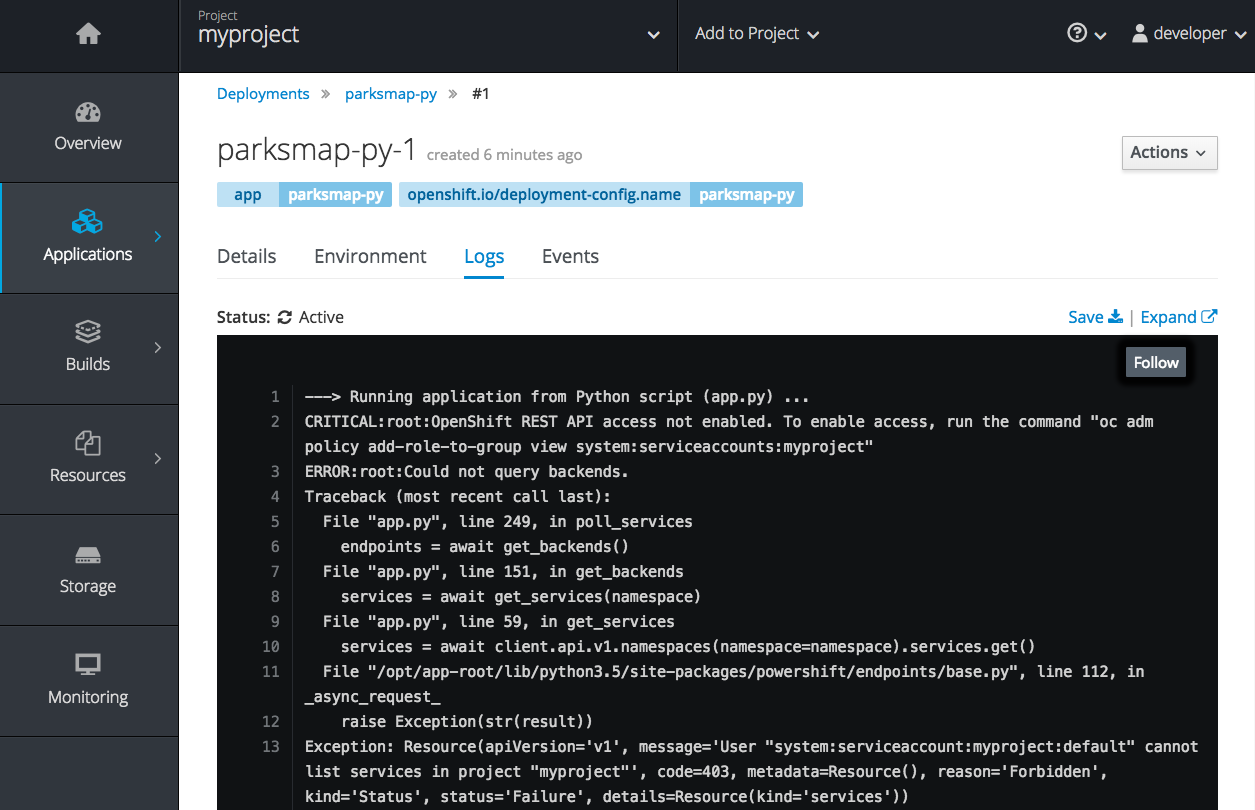 Project
myproject
Add to Project
developer
Overview
Applications
Builds
Resources
Storage
Monitoring
Deployments » parksmap-py » #1
parksmap-py-1 created 6 minutes ago
Actions
app parksmap-py openshift.io/deployment-config.name parksmap-py
Details Environment Logs Events
Status: Active
Save | Expand
Follow
1 ---> Running application from Python script (app.py) ...
2 CRITICAL:root:OpenShift REST API access not enabled. To enable access, run the command "oc adm
policy add-role-to-group view system:serviceaccounts:myproject"
3 ERROR:root:Could not query backends.
4 Traceback (most recent call last):
5 File "app.py", line 249, in poll_services
6 endpoints = await get_backends()
7 File "app.py", line 151, in get_backends
8 services = await get_services(namespace)
9 File "app.py", line 59, in get_services
10 services = await client.api.v1.namespaces(namespace=namespace).services.get()
11 File "/opt/app-root/lib/python3.5/site-packages/powershift/endpoints/base.py", line 112, in
_async_request_
12 raise Exception(str(result))
13 Exception: Resource(apiVersion='v1', message='User "system:serviceaccount:myproject:default" cannot
list services in project "myproject"', code=403, metadata=Resource(), reason='Forbidden',
kind='Status', status='Failure', details=Resource(kind='services'))